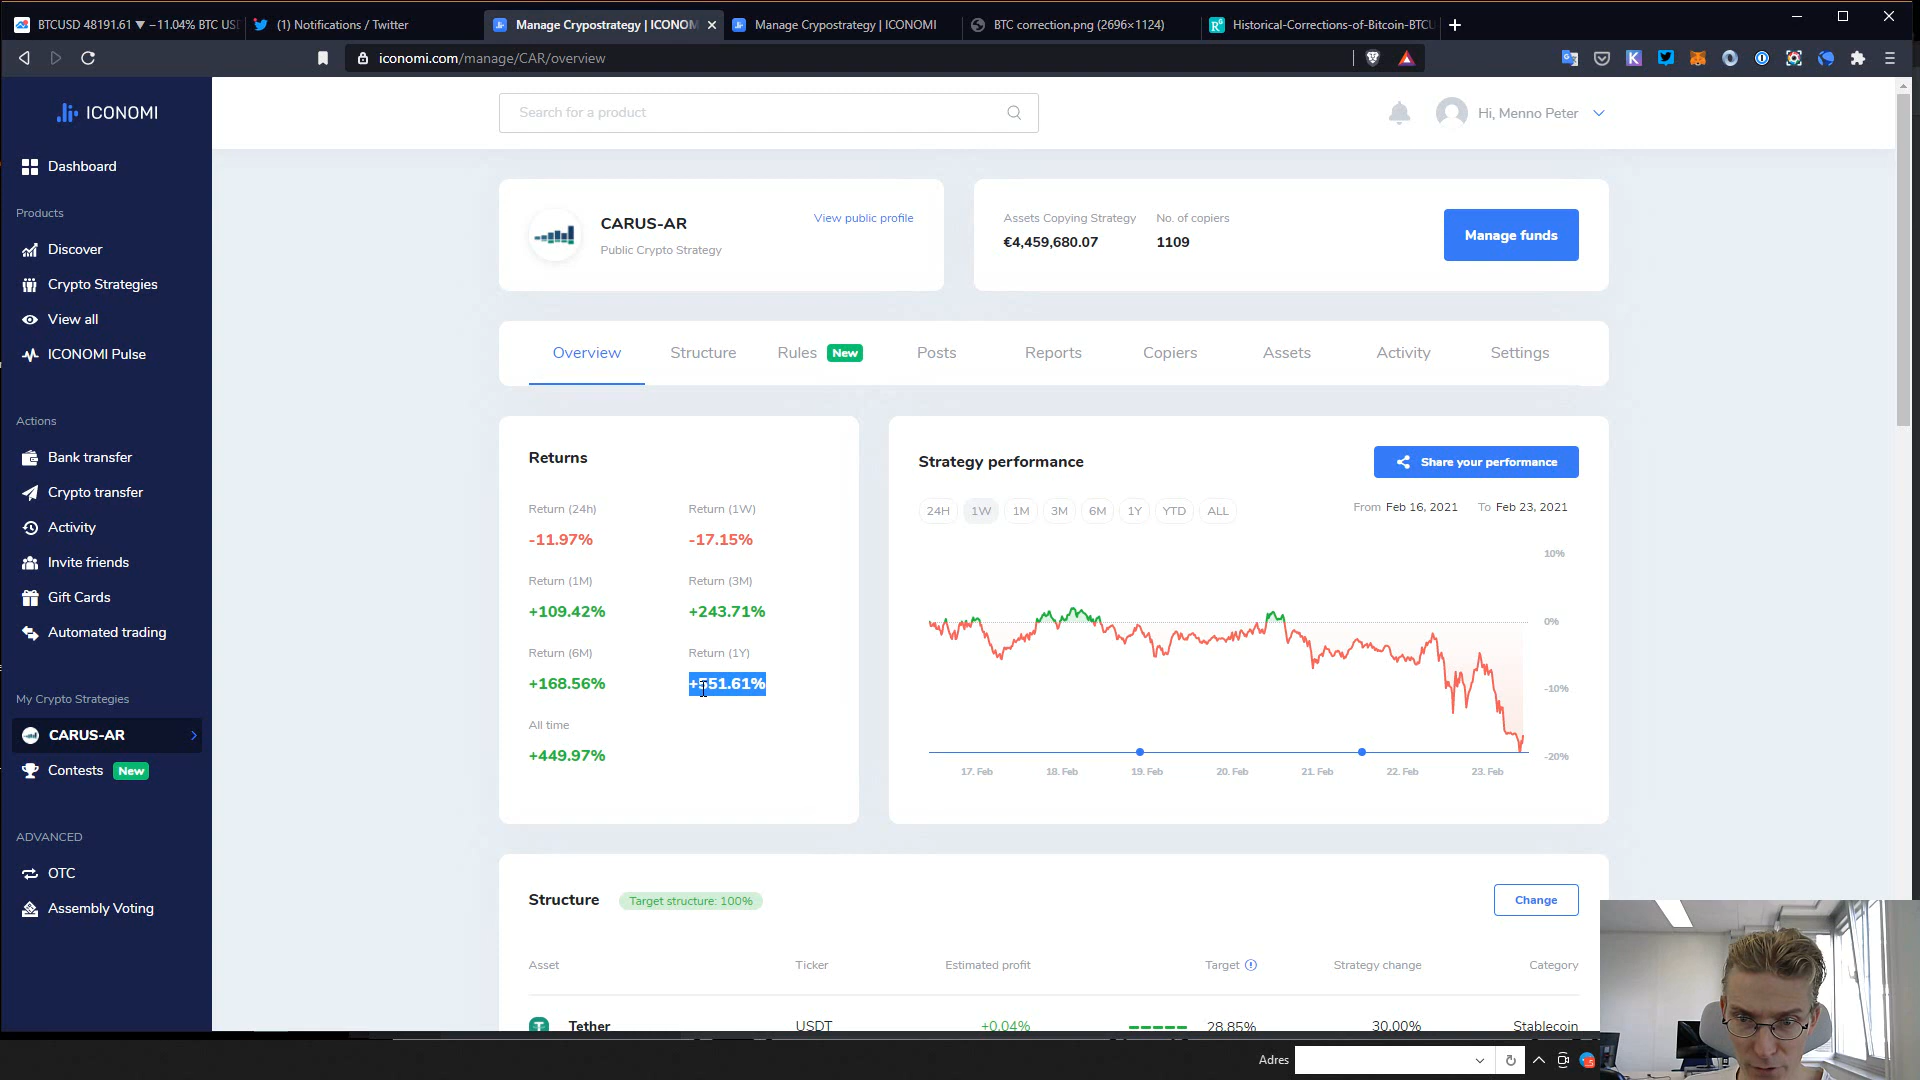 BTCUSD 48191.61 ▼ −11.04% BTC US
(1) Notifications / Twitter
Manage Crypostrategy | ICONOM
Manage Crypostrategy | ICONOMI
BTC correction.png (2696×1124)
Historical-Corrections-of-Bitcoin-BTCU
iconomi.com/manage/CAR/overview
ICONOMI
Search for a product
Hi, Menno Peter
Dashboard
Products
Discover
Crypto Strategies
View all
ICONOMI Pulse
Actions
Bank transfer
Crypto transfer
Activity
Invite friends
Gift Cards
Automated trading
My Crypto Strategies
CARUS-AR
Contests New
ADVANCED
OTC
Assembly Voting
CARUS-AR
Public Crypto Strategy
View public profile
Assets Copying Strategy No. of copiers
€4,459,680.07 1109
Manage funds
Overview Structure Rules New Posts Reports Copiers Assets Activity Settings
Returns
Return (24h) Return (1W)
-11.97% -17.15%
Return (1M) Return (3M)
+109.42% +243.71%
Return (6M) Return (1Y)
+168.56% +551.61%
All time
+449.97%
Strategy performance
Share your performance
24H 1W 1M 3M 6M 1Y YTD ALL
From Feb 16, 2021 To Feb 23, 2021
10%
0%
-10%
-20%
17. Feb 18. Feb 19. Feb 20. Feb 21. Feb 22. Feb 23. Feb
Structure Target structure: 100%
Change
Asset Ticker Estimated profit Target Strategy change Category
Tether USDT +0.04% 28.85% 30.00% Stablecoin
Adres